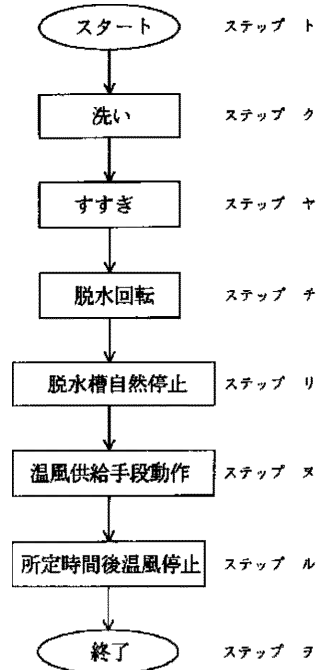 スタート ステップ ト
洗い ステップ ク
すすぎ ステップ ヤ
脱水回転 ステップ チ
脱水槽自然停止 ステップ リ
温風供給手段動作 ステップ ヌ
所定時間後温風停止 ステップ ル
終了 ステップ ヲ